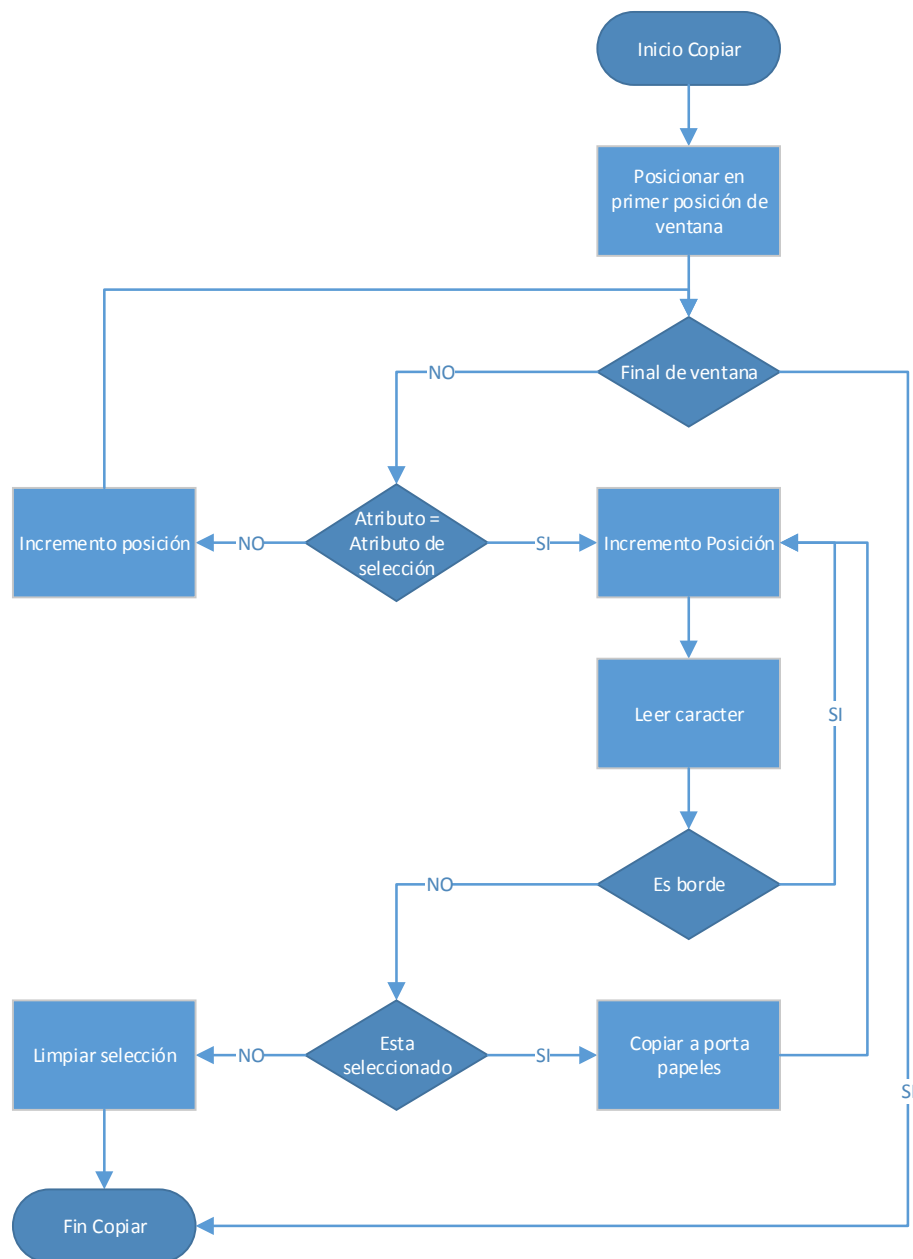 Inicio Copiar
Posicionar en
primer posición de
ventana
Final de ventana
NO
SI
Atributo =
Atributo de
selección
NO
SI
Incremento posición
Incremento Posición
Leer caracter
SI
Es borde
NO
Esta
seleccionado
NO
SI
Limpiar selección
Copiar a porta
papeles
Fin Copiar